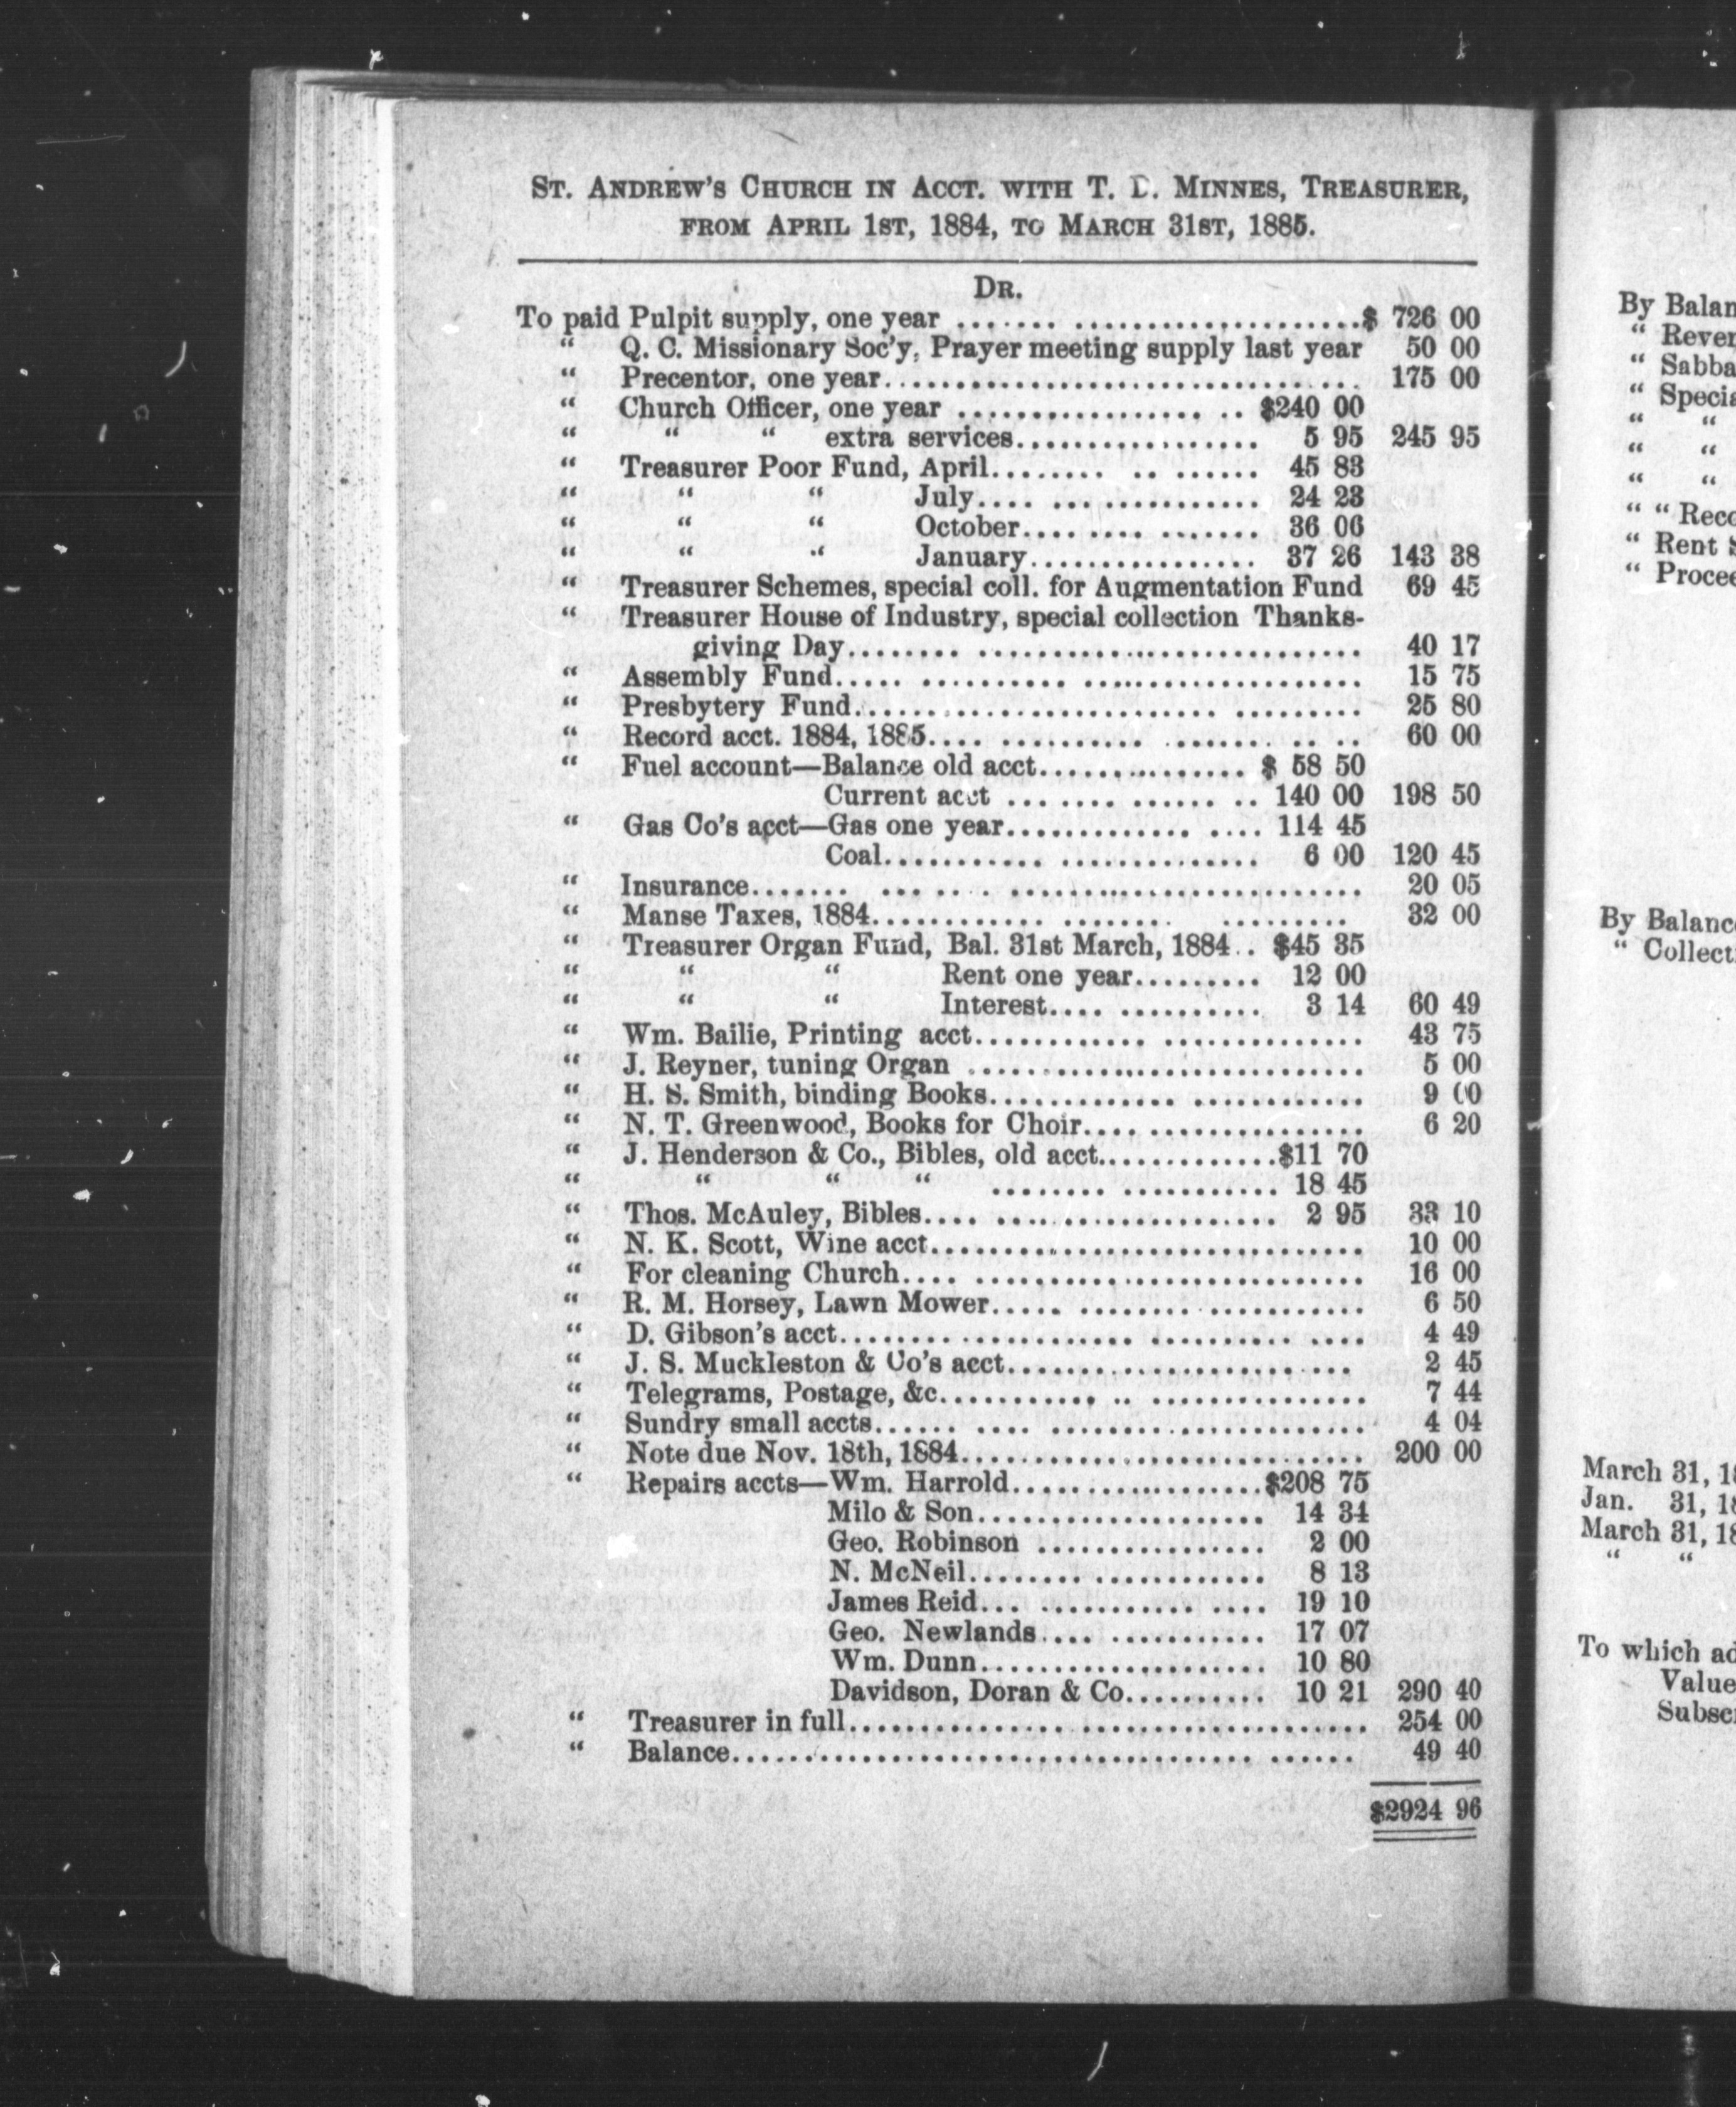 ST. ANDREW'S CHURCH IN ACCT. WITH T. D. MINNES, TREASURER,
FROM APRIL 1ST, 1884, TO MARCH 31ST, 1885.
DR.
To paid Pulpit supply, one year ....... ....................$ 726 00
" Q. C. Missionary Soc'y, Prayer meeting supply last year 50 00
" Precentor, one year.................................. 175 00
" Church Officer, one year .................. .. $240 00
" " " extra services.................. 5 95 245 95
" Treasurer Poor Fund, April........ .. ...... 45 83
" " " July.... ................ 24 23
" " " October.... .... ....... 36 06
" " " January................ 37 26 143 38
" Treasurer Schemes, special coll. for Augmentation Fund 69 45
" Treasurer House of Industry, special collection Thanks-
giving Day........ ............................. 40 17
" Assembly Fund..... .......... .................... 15 75
" Presbytery Fund............................ ......... 25 80
" Record acct. 1884, 1885.... .......... ....... .. .. 60 00
" Fuel account—Balance old acct............... $ 58 50
Current acct ... .... ...... .. 140 00 198 50
" Gas Co's acct—Gas one year............. .... 114 45
Coal........... .............. 6 00 120 45
" Insurance....... ... .. . ......................... 20 05
" Manse Taxes, 1884............ ........ ......... 32 00
" Treasurer Organ Fund, Bal. 31st March, 1884.. $45 35
" " " Rent one year......... 12 00
" " " Interest.... .......... 3 14 60 49
" Wm. Bailie, Printing acct............ .............. 43 75
" J. Reyner, tuning Organ ............................ 5 00
" H. S. Smith, binding Books............. ............ 9 00
" N. T. Greenwood, Books for Choir.... ................ 6 20
" J. Henderson & Co., Bibles, old acct.............$11 70
" " " " ........ ........... 18 45
" Thos. McAuley, Bibles.... .................... 2 95 33 10
" N. K. Scott, Wine acct............................... 10 00
" For cleaning Church.... ............................ 16 00
" R. M. Horsey, Lawn Mower..... ........ ........... 6 50
" D. Gibson's acct........ ............ .......... .... 4 49
" J. S. Muckleston & Co's acct........................ 2 45
" Telegrams, Postage, &c............ .. ............... 7 44
" Sundry small accts...... .... ...................... 4 04
" Note due Nov. 18th, 1884............................ 200 00
" Repairs accts—Wm. Harrold..................$208 75
Milo & Son..................... 14 34
Geo. Robinson ................ 2 00
N. McNeil........ ............ 8 13
James Reid... ........... .... 19 10
Geo. Newlands.... ........... 17 07
Wm. Dunn..................... 10 80
Davidson, Doran & Co.......... 10 21 290 40
" Treasurer in full.................................... 254 00
" Balance.................................... ...... 49 40
$2924 96
By Balan
" Rever
" Sabba
" Specia
" "
" "
" "
" " Reco
" Rent
" Procee
By Balance
" Collect
March 31, 18
Jan. 31, 18
March 31, 18
" "
To which ad
Value
Subsc